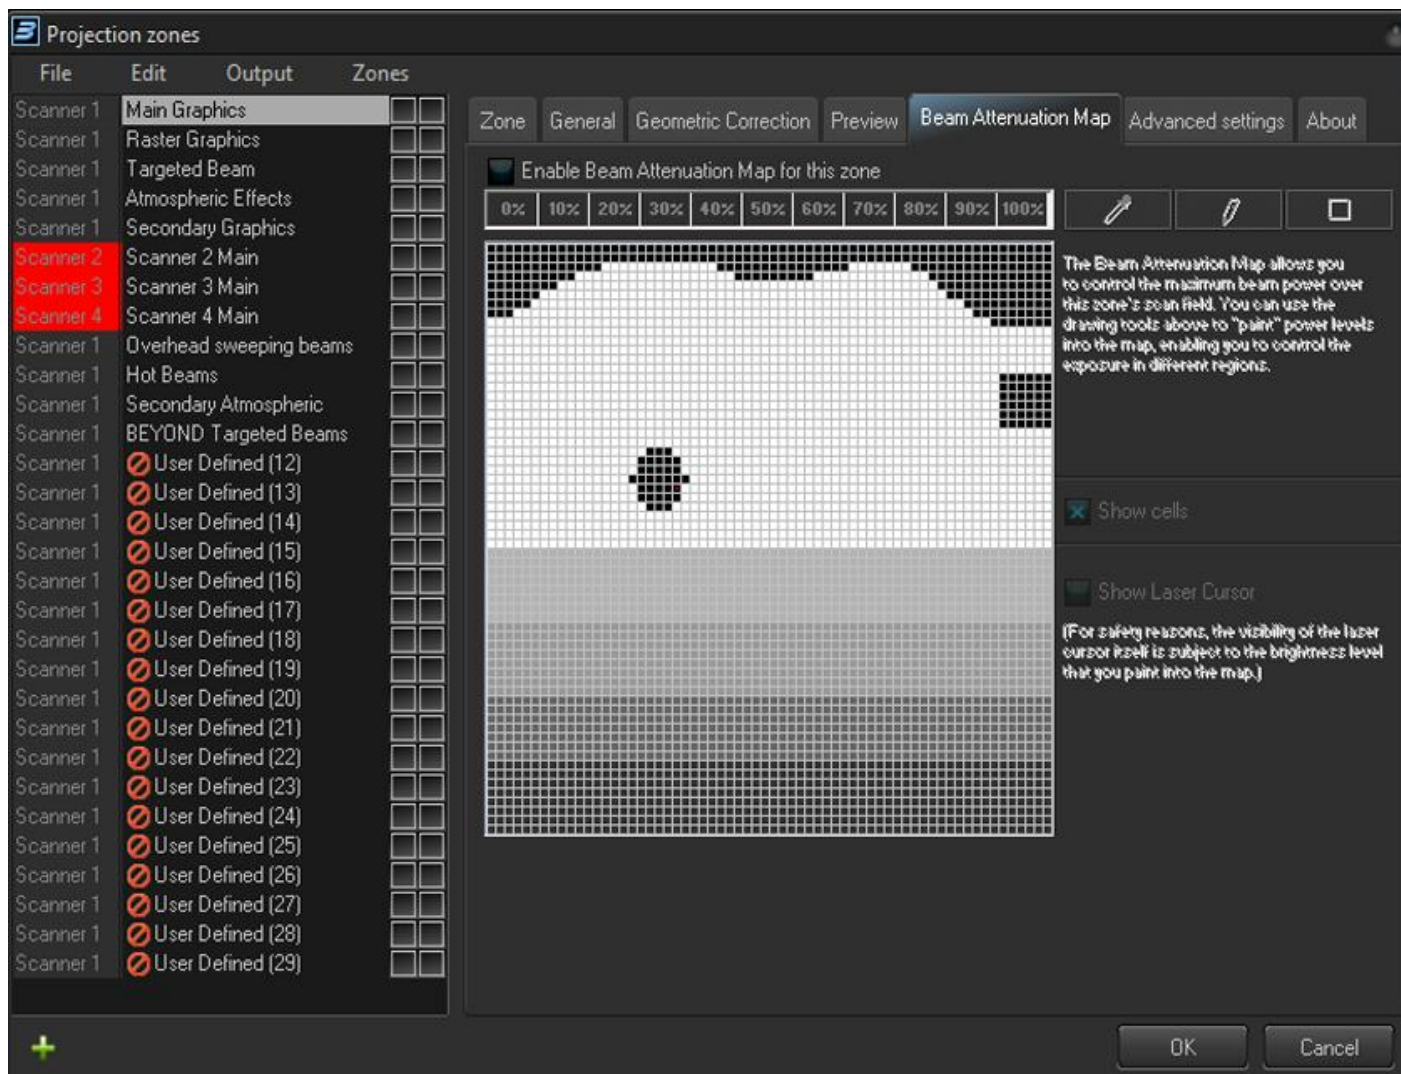 Projection zones
File Edit Output Zones
Scanner 1 Main Graphics
Scanner 1 Raster Graphics
Scanner 1 Targeted Beam
Scanner 1 Atmospheric Effects
Scanner 1 Secondary Graphics
Scanner 2 Scanner 2 Main
Scanner 3 Scanner 3 Main
Scanner 4 Scanner 4 Main
Scanner 1 Overhead sweeping beams
Scanner 1 Hot Beams
Scanner 1 Secondary Atmospheric
Scanner 1 BEYOND Targeted Beams
Scanner 1 User Defined (12)
Scanner 1 User Defined (13)
Scanner 1 User Defined (14)
Scanner 1 User Defined (15)
Scanner 1 User Defined (16)
Scanner 1 User Defined (17)
Scanner 1 User Defined (18)
Scanner 1 User Defined (19)
Scanner 1 User Defined (20)
Scanner 1 User Defined (21)
Scanner 1 User Defined (22)
Scanner 1 User Defined (23)
Scanner 1 User Defined (24)
Scanner 1 User Defined (25)
Scanner 1 User Defined (26)
Scanner 1 User Defined (27)
Scanner 1 User Defined (28)
Scanner 1 User Defined (29)
Zone General Geometric Correction Preview Beam Attenuation Map Advanced settings About
Enable Beam Attenuation Map for this zone
0% 10% 20% 30% 40% 50% 60% 70% 80% 90% 100%
The Beam Attenuation Map allows you
to control the maximum beam power over
this zone's scan field. You can use the
drawing tools above to "paint" power levels
into the map, enabling you to control the
exposure in different regions.
Show cells
Show Laser Cursor
(For safety reasons, the visibility of the laser
cursor itself is subject to the brightness level
that you paint into the map.)
OK Cancel